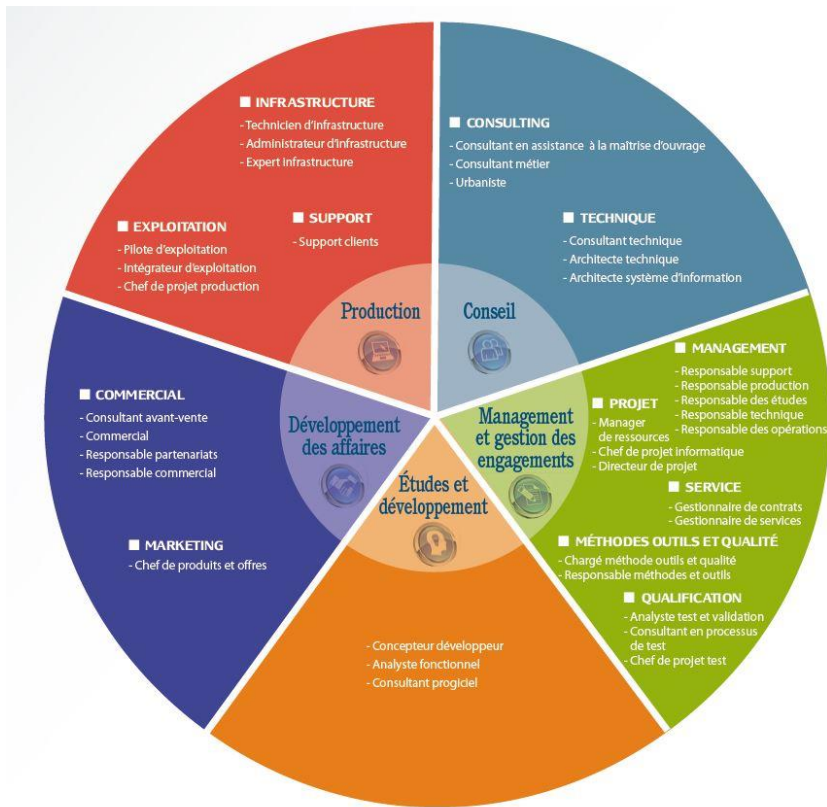 ■ INFRASTRUCTURE
- Technicien d'infrastructure
- Administrateur d'infrastructure
- Expert infrastructure
■ SUPPORT
- Support clients
■ EXPLOITATION
- Pilote d'exploitation
- Intégrateur d'exploitation
- Chef de projet production
Production
■ CONSULTING
- Consultant en assistance à la maîtrise d'ouvrage
- Consultant métier
- Urbaniste
■ TECHNIQUE
- Consultant technique
- Architecte technique
- Architecte système d'information
Conseil
■ MANAGEMENT
- Responsable support
- Responsable production
- Responsable des études
- Responsable technique
- Responsable des opérations
■ PROJET
- Manager
de ressources
- Chef de projet informatique
- Directeur de projet
■ SERVICE
- Gestionnaire de contrats
- Gestionnaire de services
■ MÉTHODES OUTILS ET QUALITÉ
- Chargé méthode outils et qualité
- Responsable méthodes et outils
■ QUALIFICATION
- Analyste test et validation
- Consultant en processus
de test
- Chef de projet test
Management
et gestion des
engagements
Études et
développement
- Concepteur développeur
- Analyste fonctionnel
- Consultant progiciel
Développement
des affaires
■ COMMERCIAL
- Consultant avant-vente
- Commercial
- Responsable partenariats
- Responsable commercial
■ MARKETING
- Chef de produits et offres